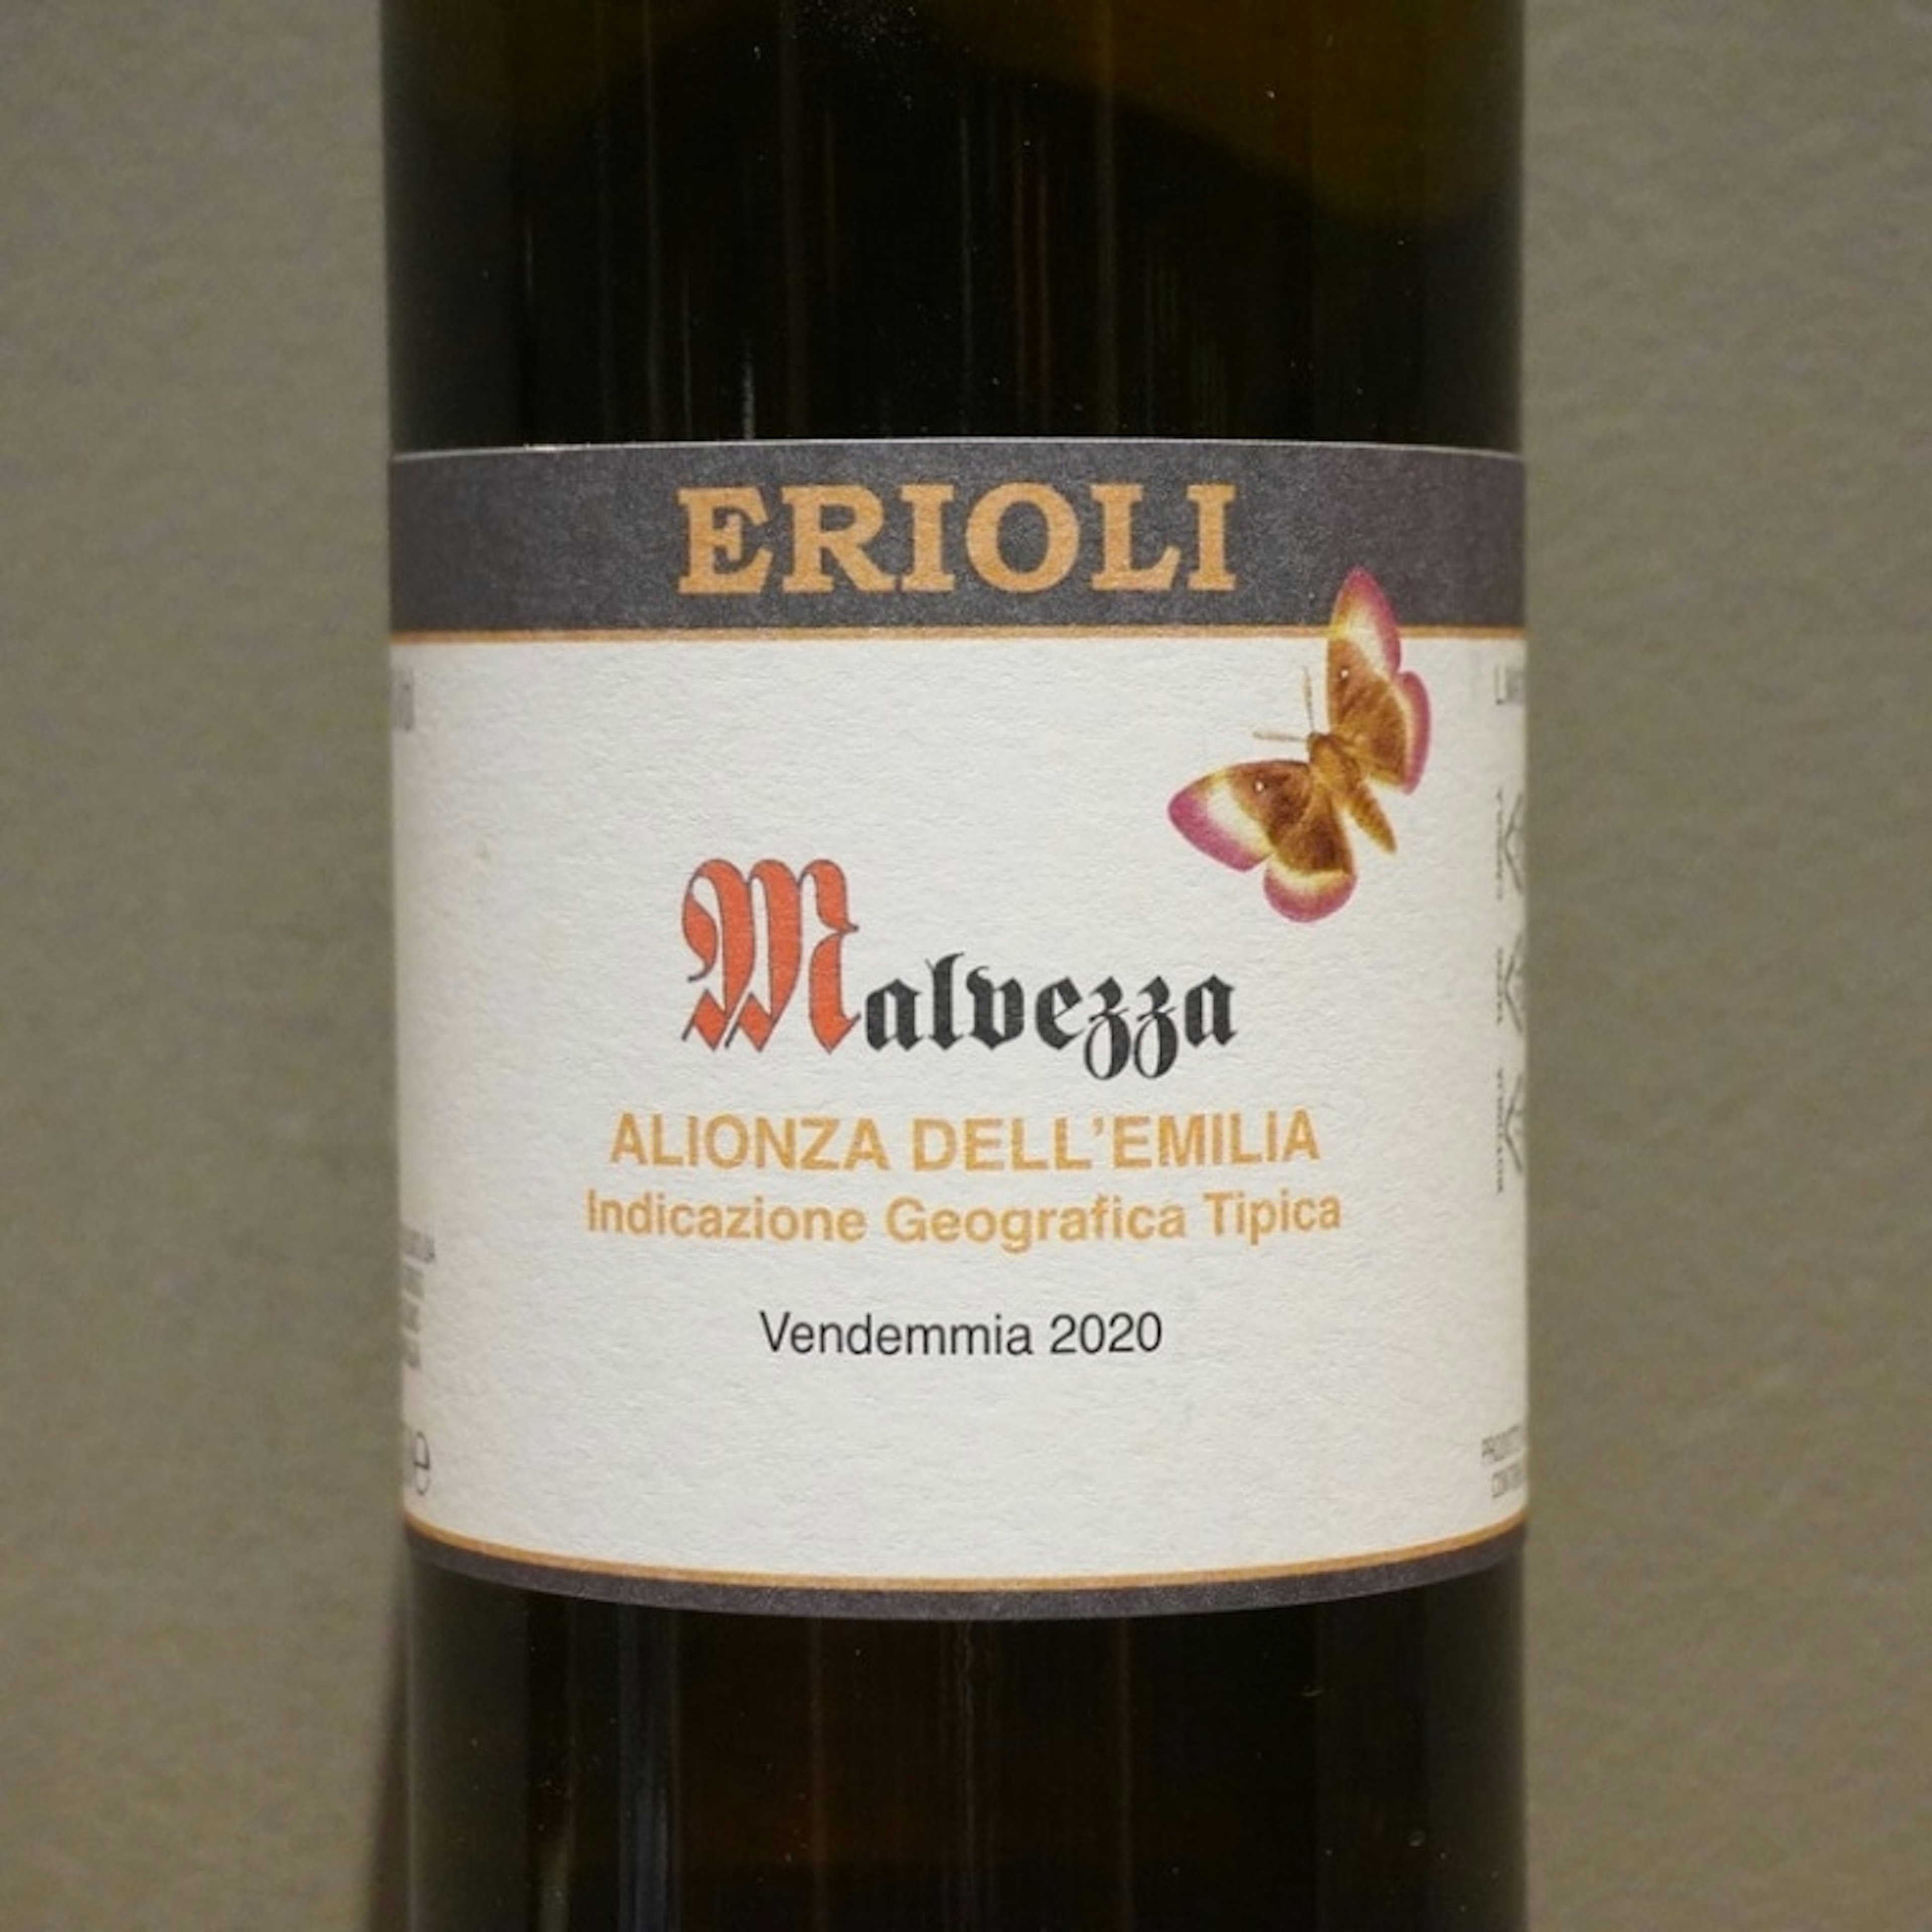 ERIOLI
Malvezza
ALIONZA DELL'EMILIA
Indicazione Geografica Tipica
Vendemmia 2020
e